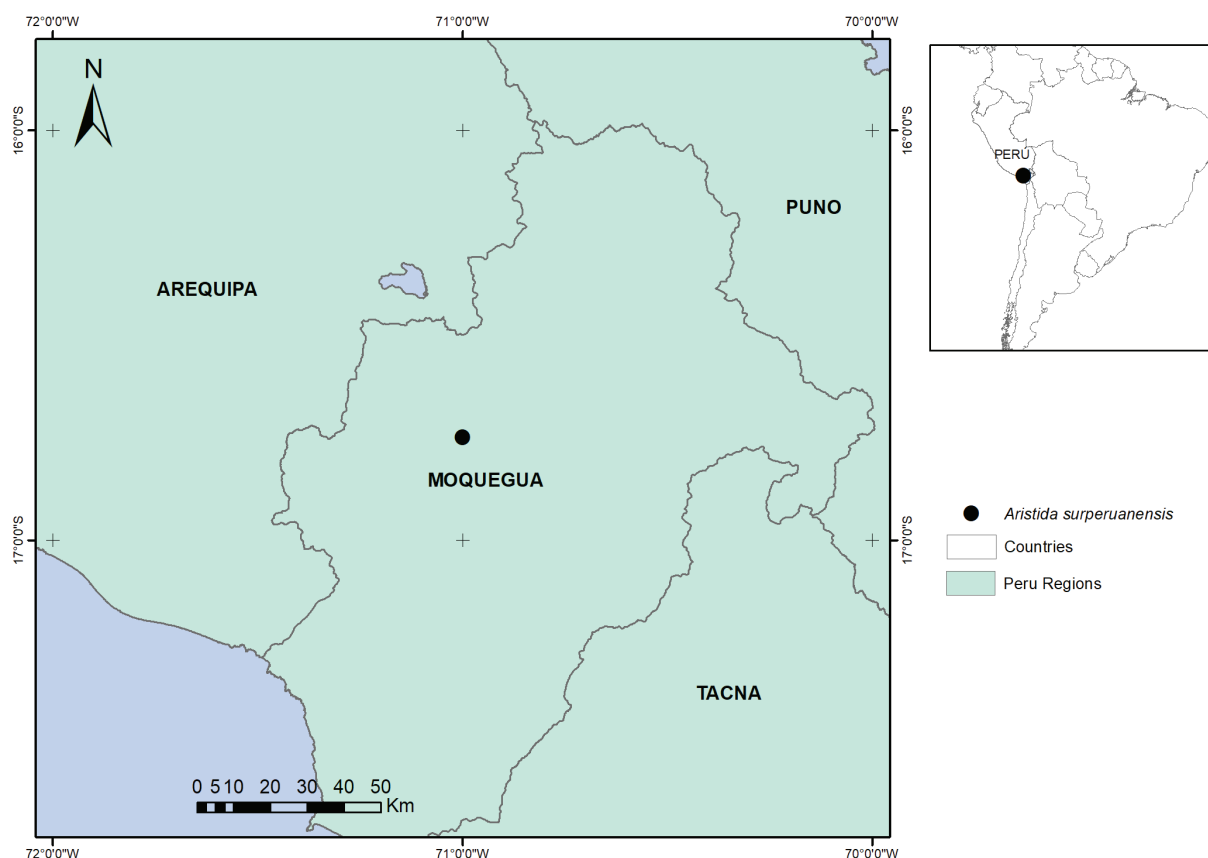 72°0'0"W
71°0'0"W
70°0'0"W
N
16°0'0"S
16°0'0"S
PERÚ
PUNO
AREQUIPA
MOQUEGUA
Aristida surperuanensis
17°0'0"S
17°0'0"S
Countries
Peru Regions
TACNA
0 5 10 20 30 40 50
Km
72°0'0"W
71°0'0"W
70°0'0"W